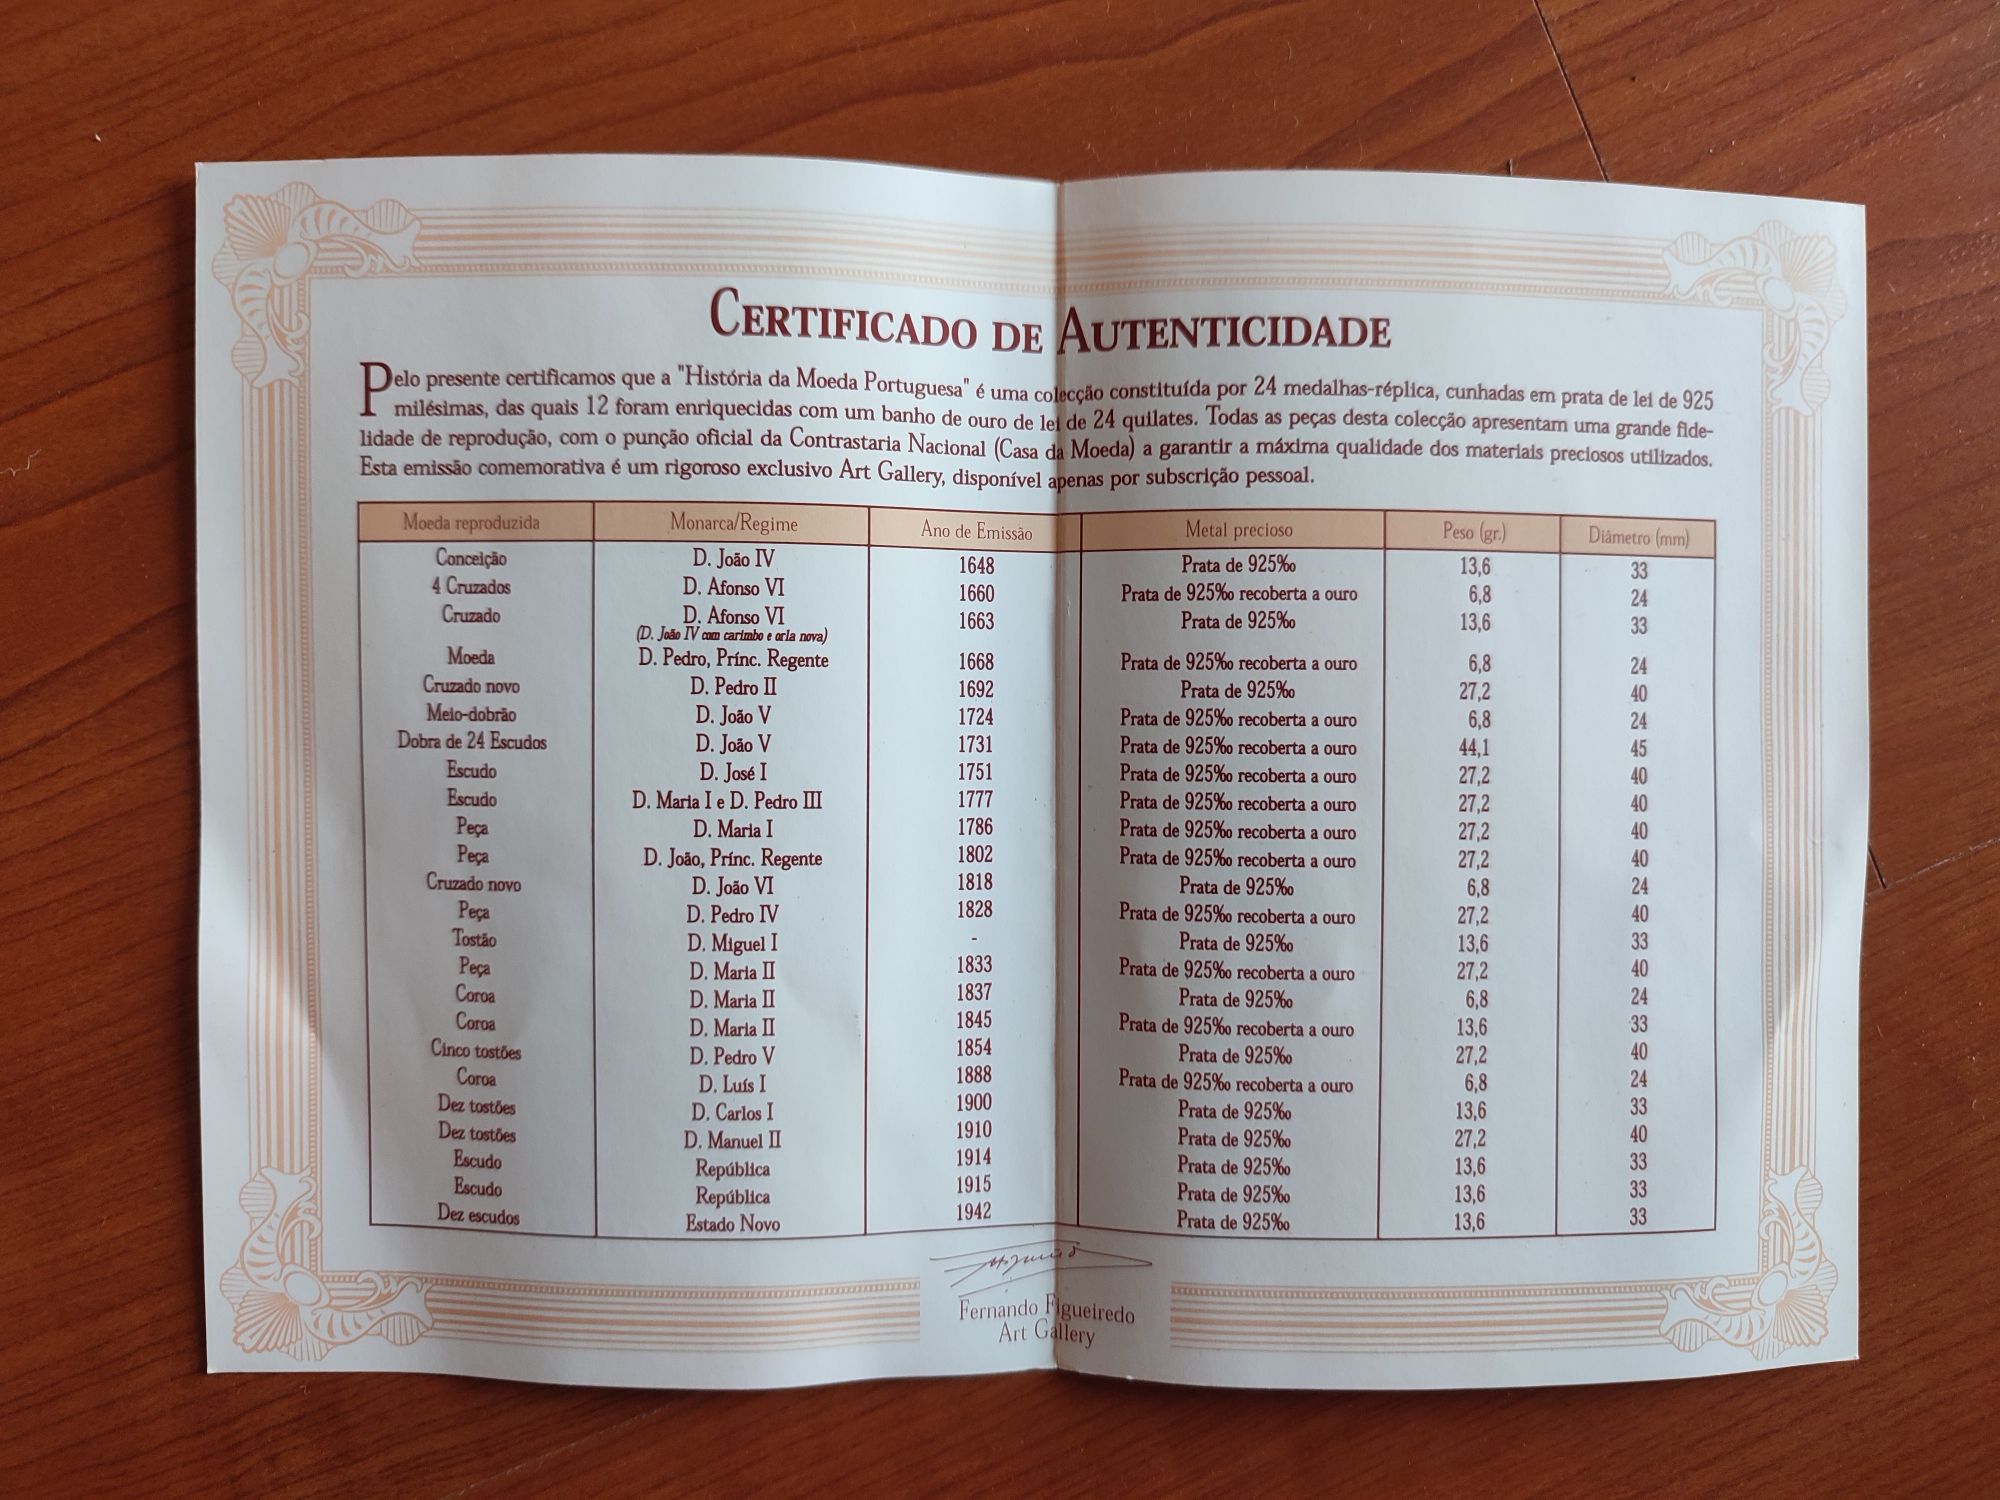 CERTIFICADO DE AUTENTICIDADE
Pelo presente certificamos que a "História da Moeda Portuguesa" é uma colecção constituída por 24 medalhas-réplica, cunhadas em prata de lei de 925
milésimas, das quais 12 foram enriquecidas com um banho de ouro de lei de 24 quilates. Todas as peças desta colecção apresentam uma grande fide-
lidade de reprodução, com o punção oficial da Contrastaria Nacional (Casa da Moeda) a garantir a máxima qualidade dos materiais preciosos utilizados.
Esta emissão comemorativa é um rigoroso exclusivo Art Gallery, disponível apenas por subscrição pessoal.
Moeda reproduzida Monarca/Regime Ano de Emissão Metal precioso Peso (gr.) Diâmetro (mm)
Conceição D. João IV 1648 Prata de 925‰ 13,6 33
4 Cruzados D. Afonso VI 1660 Prata de 925‰ recoberta a ouro 6,8 24
Cruzado D. Afonso VI 1663 Prata de 925‰ 13,6 33
(D. João IV com carimbo e orla nova)
Moeda D. Pedro, Prínc. Regente 1668 Prata de 925‰ recoberta a ouro 6,8 24
Cruzado novo D. Pedro II 1692 Prata de 925‰ 27,2 40
Meio-dobrão D. João V 1724 Prata de 925‰ recoberta a ouro 6,8 24
Dobra de 24 Escudos D. João V 1731 Prata de 925‰ recoberta a ouro 44,1 45
Escudo D. José I 1751 Prata de 925‰ recoberta a ouro 27,2 40
Escudo D. Maria I e D. Pedro III 1777 Prata de 925‰ recoberta a ouro 27,2 40
Peça D. Maria I 1786 Prata de 925‰ recoberta a ouro 27,2 40
Peça D. João, Prínc. Regente 1802 Prata de 925‰ recoberta a ouro 27,2 40
Cruzado novo D. João VI 1818 Prata de 925‰ 6,8 24
Peça D. Pedro IV 1828 Prata de 925‰ recoberta a ouro 27,2 40
Tostão D. Miguel I - Prata de 925‰ 13,6 33
Peça D. Maria II 1833 Prata de 925‰ recoberta a ouro 27,2 40
Coroa D. Maria II 1837 Prata de 925‰ 6,8 24
Coroa D. Maria II 1845 Prata de 925‰ recoberta a ouro 13,6 33
Cinco tostões D. Pedro V 1854 Prata de 925‰ 27,2 40
Coroa D. Luís I 1888 Prata de 925‰ recoberta a ouro 6,8 24
Dez tostões D. Carlos I 1900 Prata de 925‰ 13,6 33
Dez tostões D. Manuel II 1910 Prata de 925‰ 27,2 40
Escudo República 1914 Prata de 925‰ 13,6 33
Escudo República 1915 Prata de 925‰ 13,6 33
Dez escudos Estado Novo 1942 Prata de 925‰ 13,6 33
Fernando Figueiredo
Art Gallery